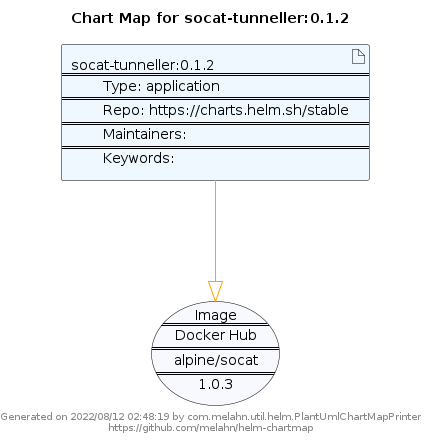 Chart Map for socat-tunneller:0.1.2
socat-tunneller:0.1.2
Type: application
Repo: https://charts.helm.sh/stable
Maintainers:
Keywords:
Image
Docker Hub
alpine/socat
1.0.3
Generated on 2022/08/12 02:48:19 by com.melahn.util.helm.PlantUmlChartMapPrinter
https://github.com/melahn/helm-chartmap